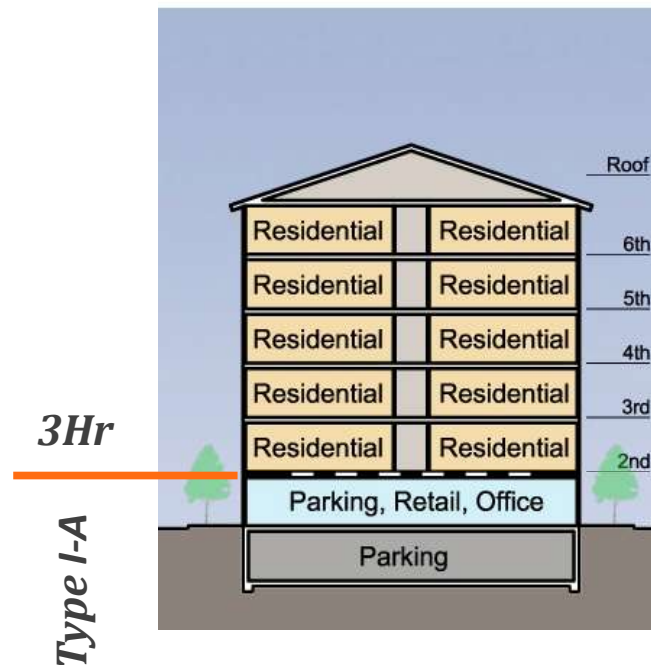 Roof
Residential Residential
6th
Residential Residential
5th
Residential Residential
4th
Residential Residential
3rd
3Hr
Residential Residential
2nd
Parking, Retail, Office
Parking
Type I-A